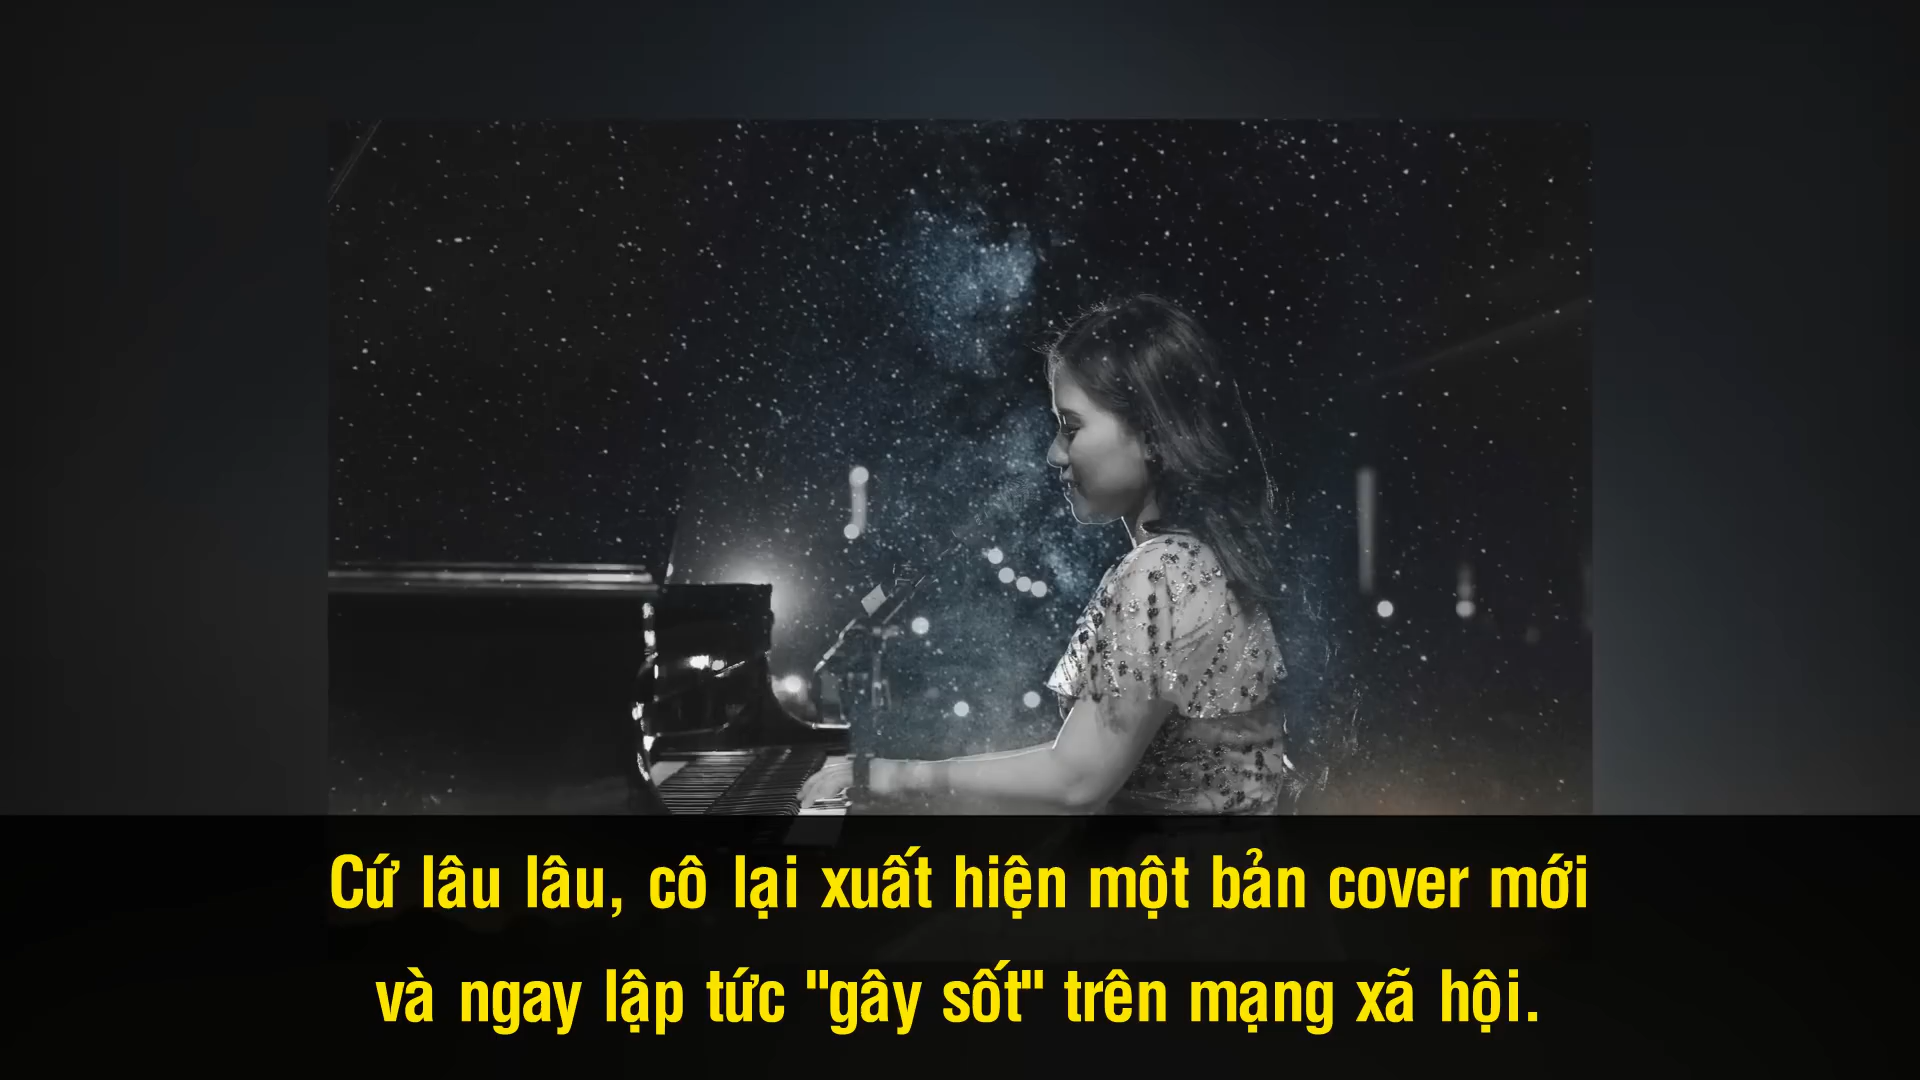 Cứ lâu lâu, cô lại xuất hiện một bản cover mới
và ngay lập tức "gây sốt" trên mạng xã hội.